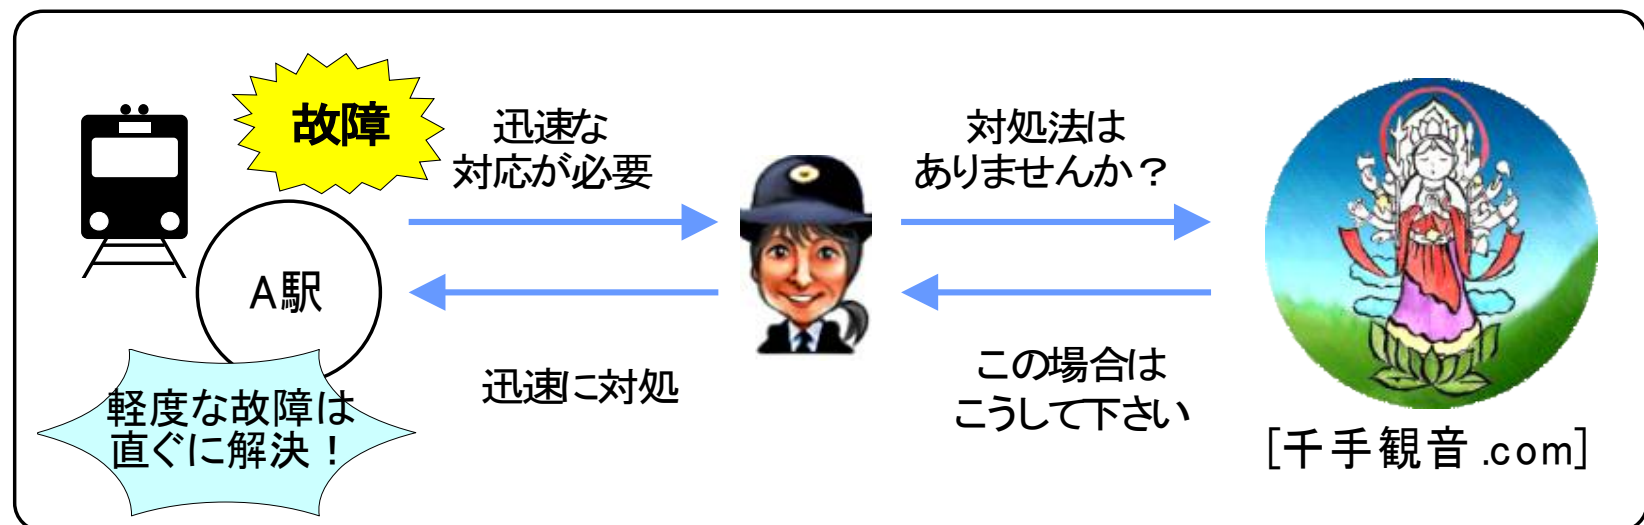 故障
迅速な
対応が必要
対処法は
ありませんか？
A駅
迅速に対処
この場合は
こうして下さい
軽度な故障は
直ぐに解決！
[千手観音.com]